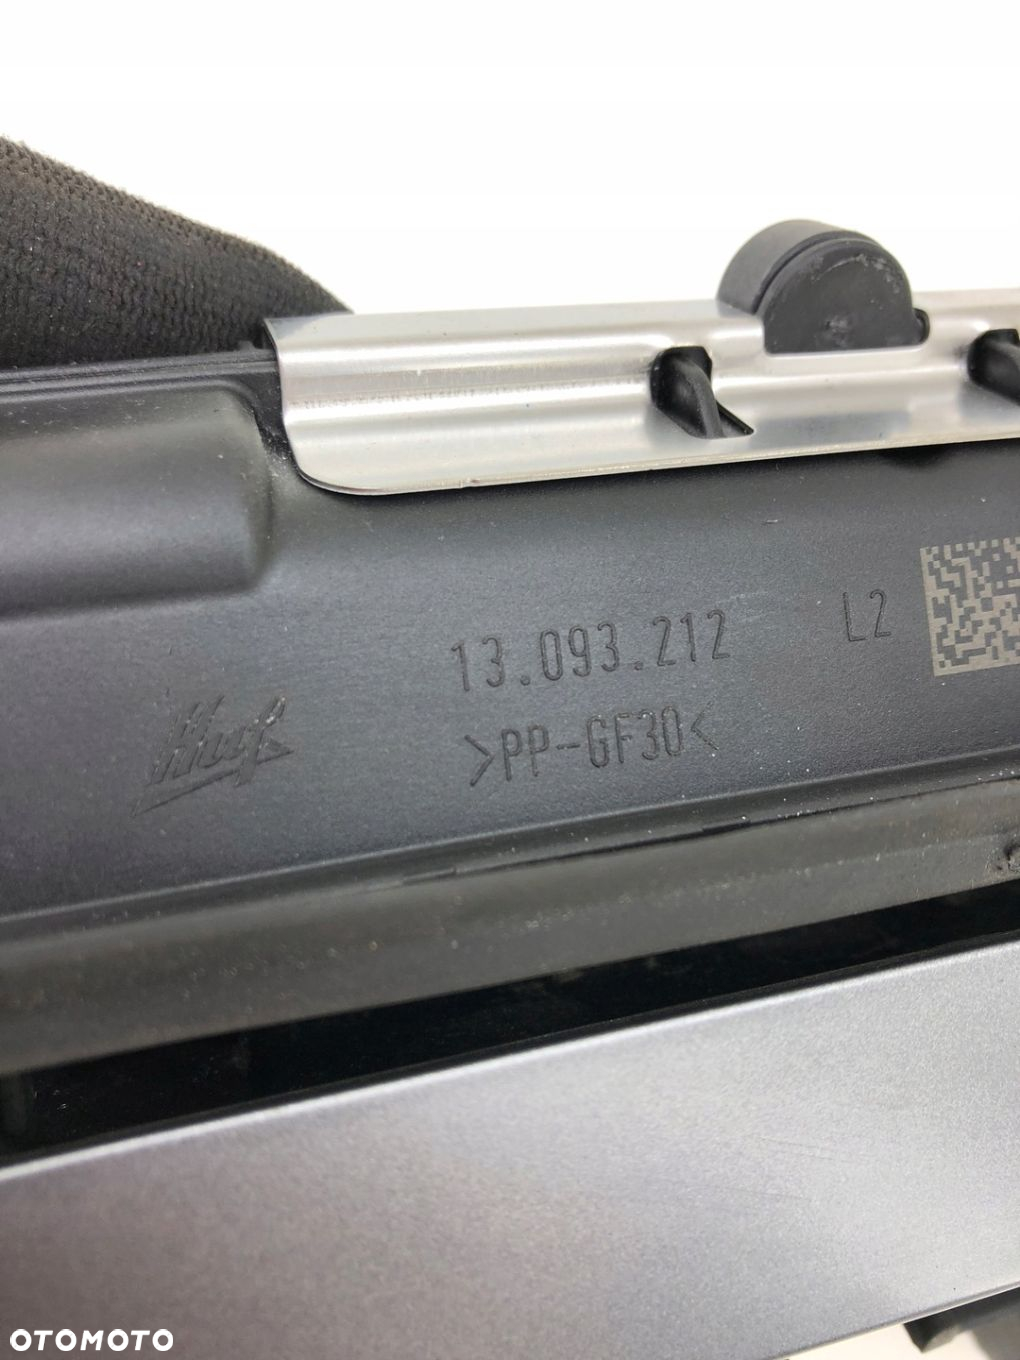 13.093.212
L2
Huf
>PP-GF30<
OTOMOTO